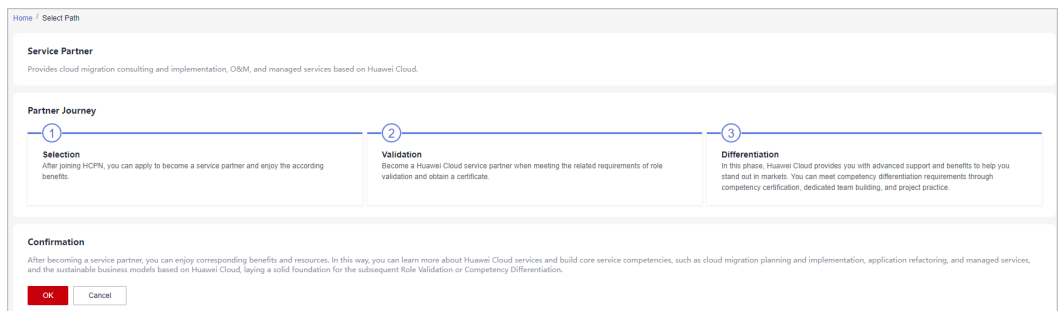 Home / Select Path
Service Partner
Provides cloud migration consulting and implementation, O&M, and managed services based on Huawei Cloud.
Partner Journey
1
2
3
Selection
After joining HCPN, you can apply to become a service partner and enjoy the according
benefits.
Validation
Become a Huawei Cloud service partner when meeting the related requirements of role
validation and obtain a certificate.
Differentiation
In this phase, Huawei Cloud provides you with advanced support and benefits to help you
stand out in markets. You can meet competency differentiation requirements through
competency certification, dedicated team building, and project practice.
Confirmation
After becoming a service partner, you can enjoy corresponding benefits and resources. In this way, you can learn more about Huawei Cloud services and build core service competencies, such as cloud migration planning and implementation, application refactoring, and managed services,
and the sustainable business models based on Huawei Cloud, laying a solid foundation for the subsequent Role Validation or Competency Differentiation.
OK
Cancel